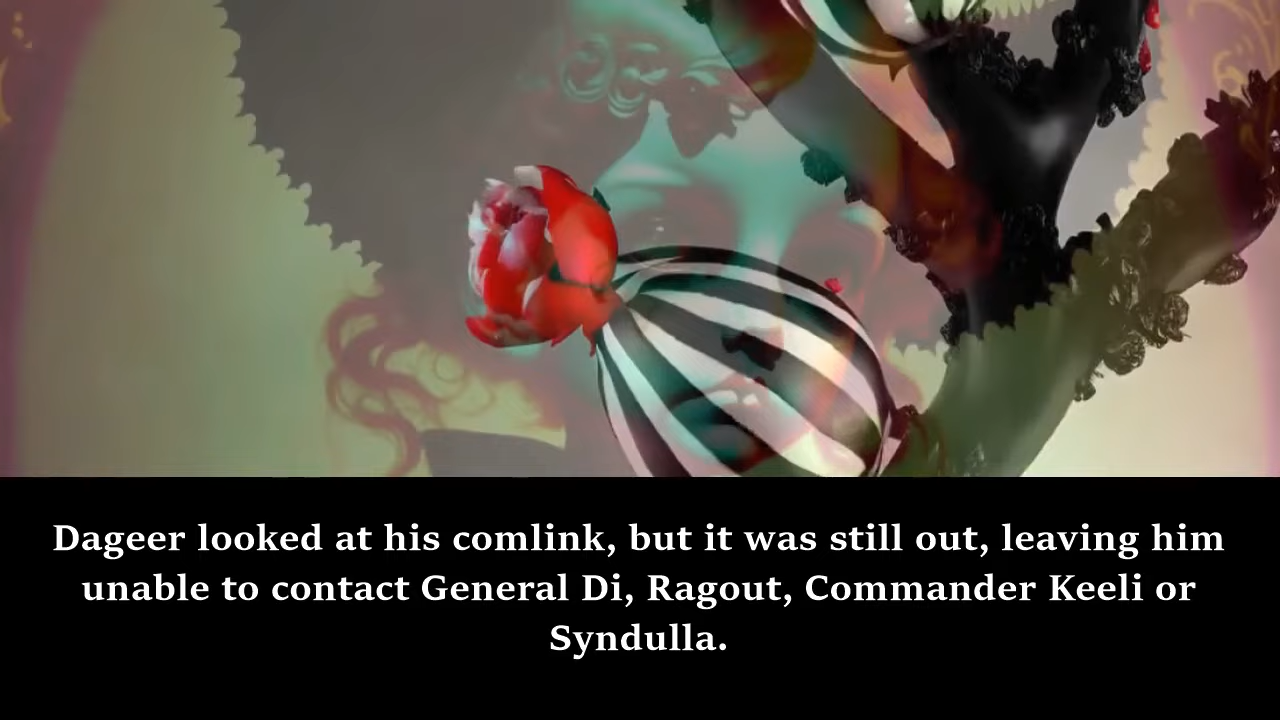 Dageer looked at his comlink, but it was still out, leaving him
unable to contact General Di, Ragout, Commander Keeli or
Syndulla.